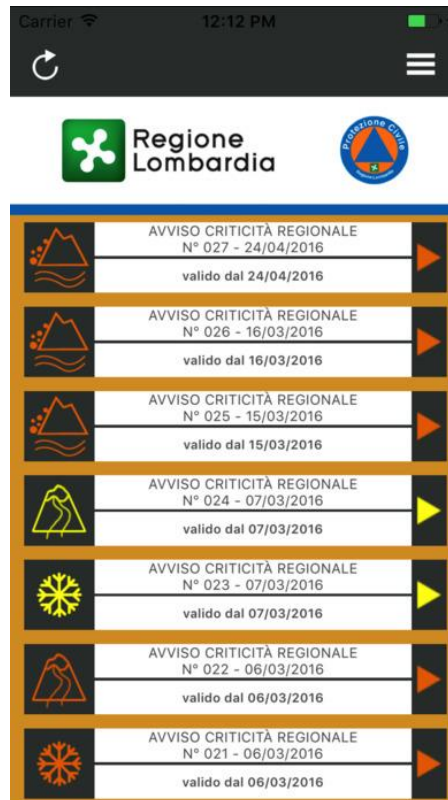 Carrier 12:12 PM
Regione
Lombardia
Protezione Civile
Regione Lombardia
AVVISO CRITICITÀ REGIONALE
N° 027 - 24/04/2016
valido dal 24/04/2016
AVVISO CRITICITÀ REGIONALE
N° 026 - 16/03/2016
valido dal 16/03/2016
AVVISO CRITICITÀ REGIONALE
N° 025 - 15/03/2016
valido dal 15/03/2016
AVVISO CRITICITÀ REGIONALE
N° 024 - 07/03/2016
valido dal 07/03/2016
AVVISO CRITICITÀ REGIONALE
N° 023 - 07/03/2016
valido dal 07/03/2016
AVVISO CRITICITÀ REGIONALE
N° 022 - 06/03/2016
valido dal 06/03/2016
AVVISO CRITICITÀ REGIONALE
N° 021 - 06/03/2016
valido dal 06/03/2016